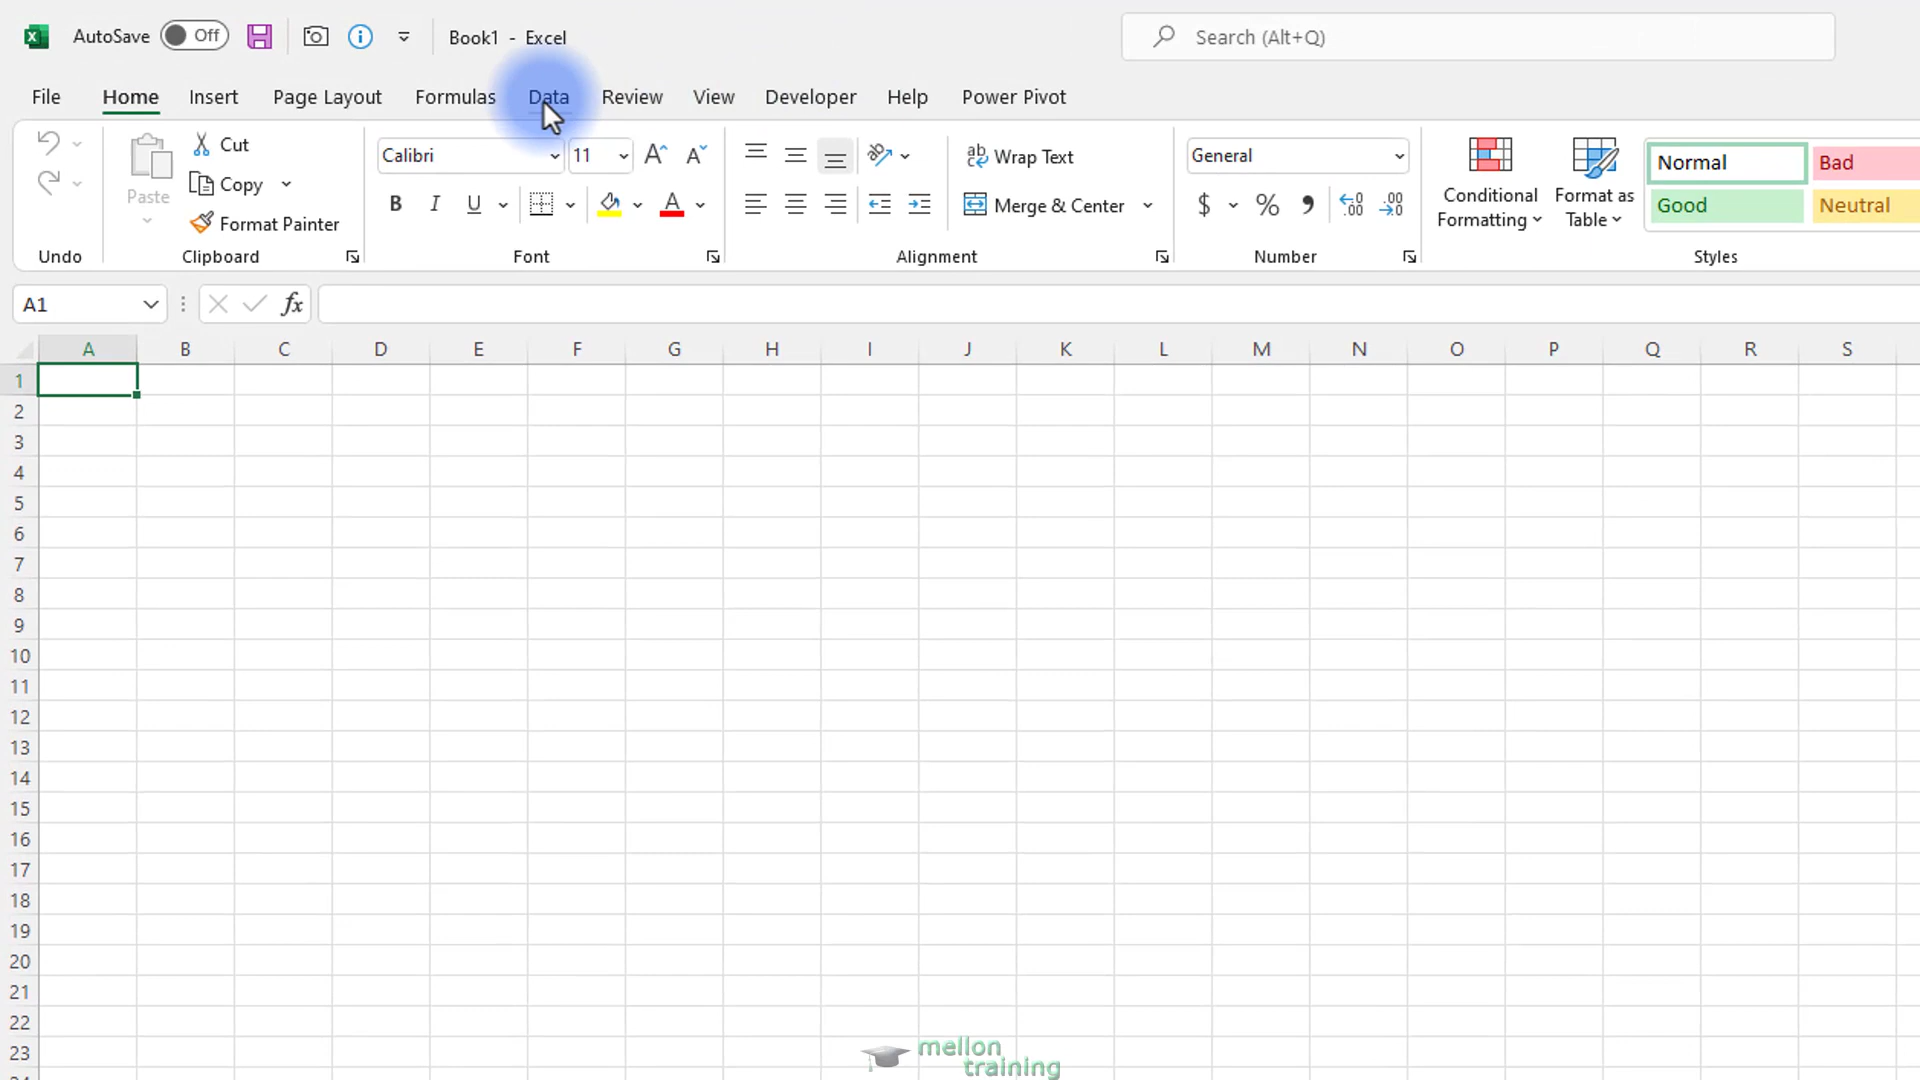 AutoSave Off Book1 - Excel Search (Alt+Q)
File Home Insert Page Layout Formulas Data Review View Developer Help Power Pivot
Paste Cut Calibri 11 ab Wrap Text General Conditional Formatting Format as Table Normal Bad
Copy B I U A Merge & Center $ % Good Neutral
Format Painter
Undo Clipboard Font Alignment Number Styles
A1 fx
A B C D E F G H I J K L M N O P Q R S
1
2
3
4
5
6
7
8
9
10
11
12
13
14
15
16
17
18
19
20
21
22
23
mellon
training